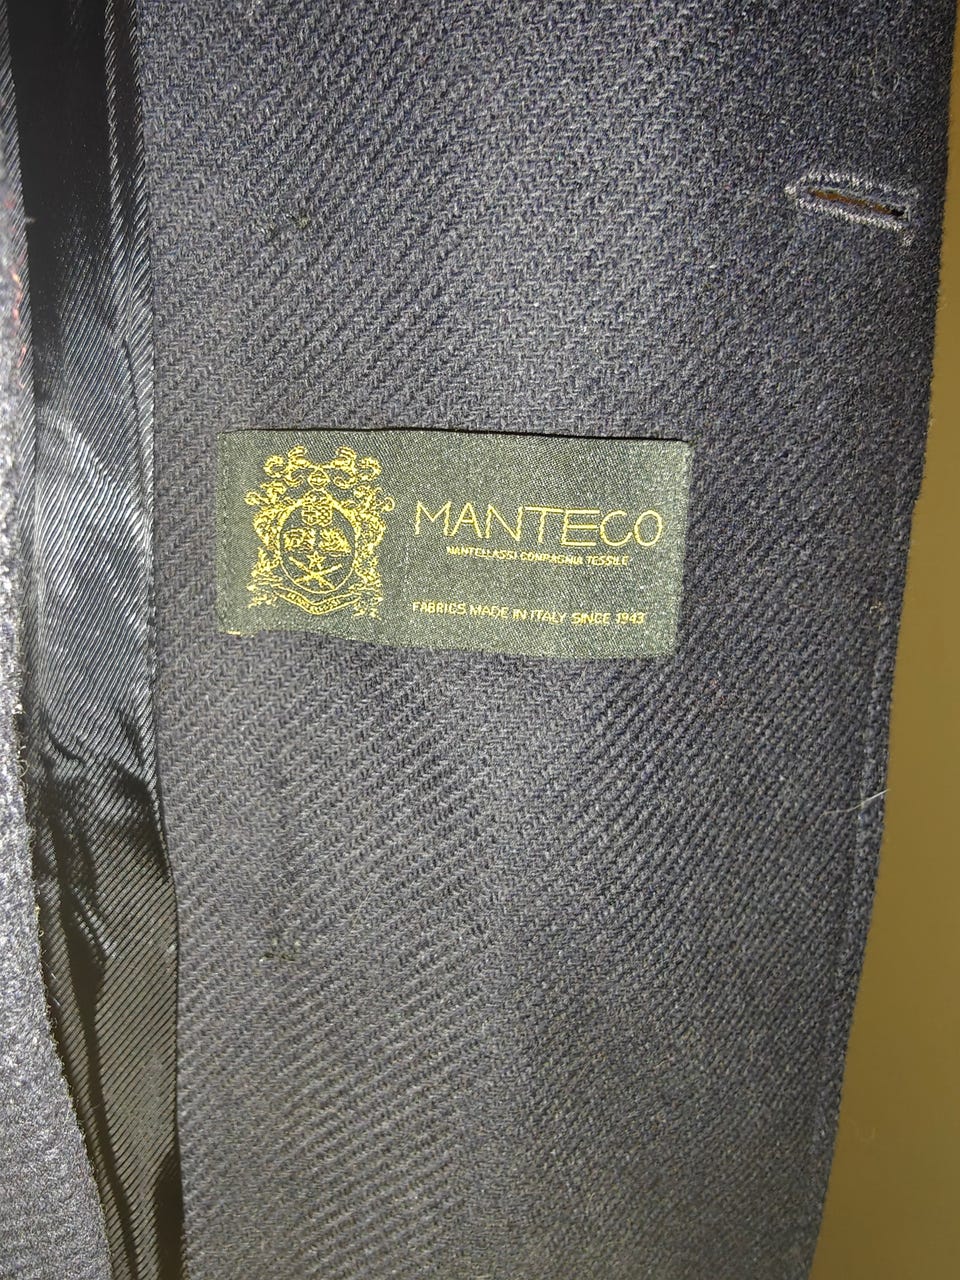 MANTECO
MANTELLASSI COMPAGNIA TESSILE
FABRICS MADE IN ITALY SINCE 1943